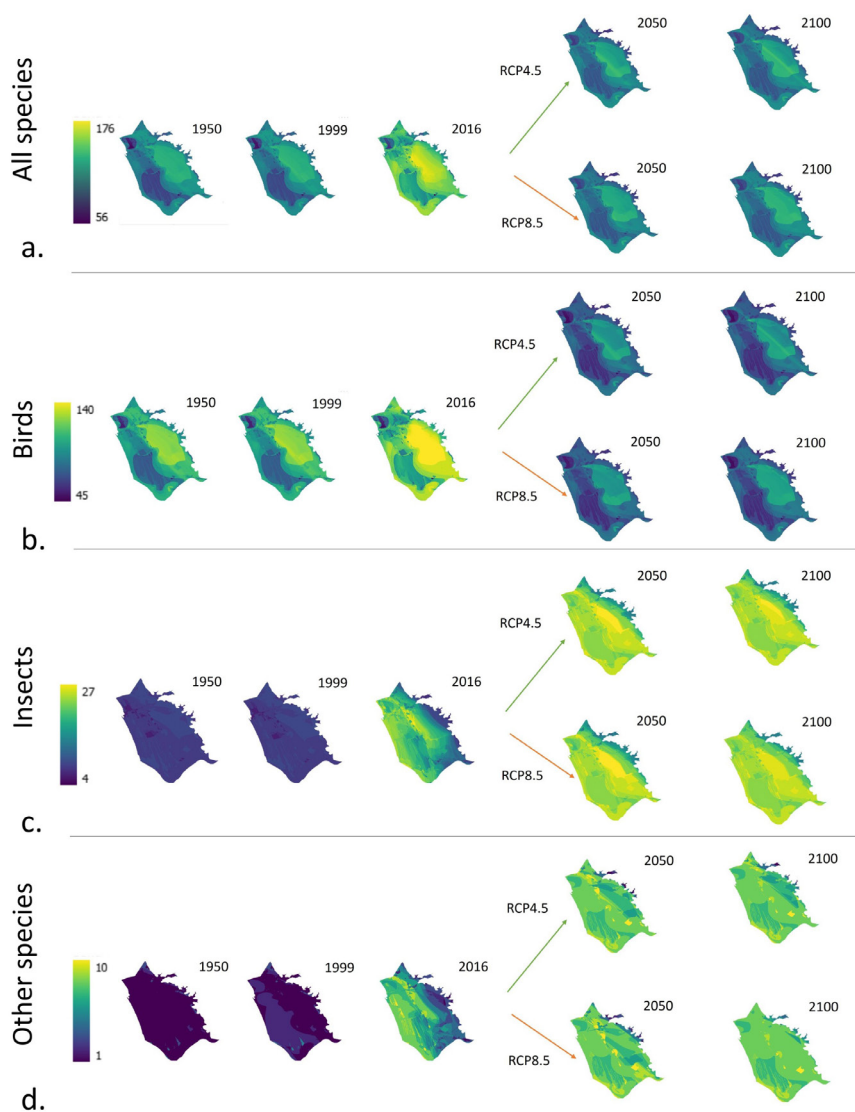 All species
176
56
1950
1999
2016
RCP4.5
2050
2100
RCP8.5
2050
2100
a.
Birds
140
45
1950
1999
2016
RCP4.5
2050
2100
RCP8.5
2050
2100
b.
Insects
27
4
1950
1999
2016
RCP4.5
2050
2100
RCP8.5
2050
2100
c.
Other species
10
1
1950
1999
2016
RCP4.5
2050
2100
RCP8.5
2050
2100
d.